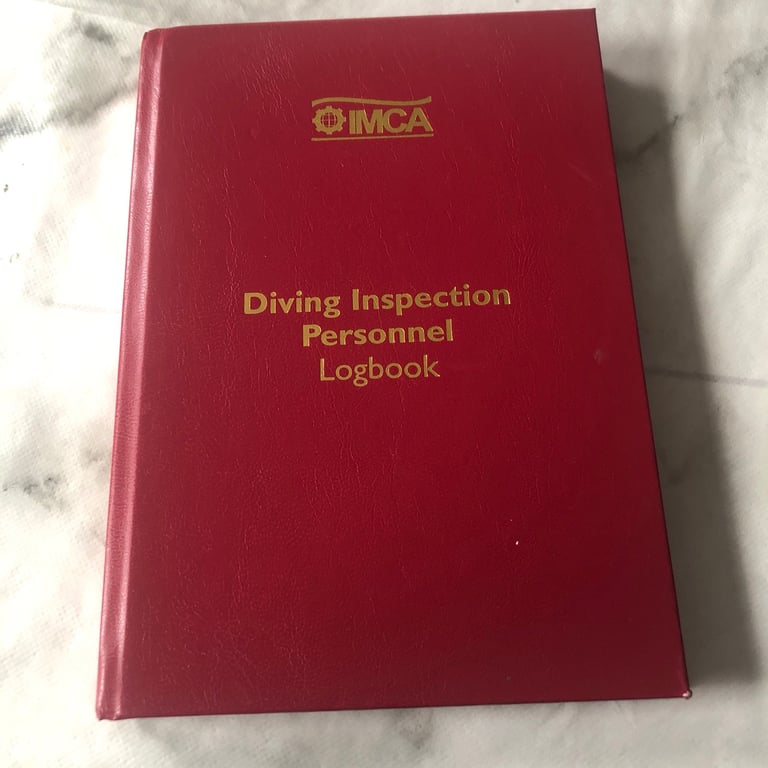 IMCA
Diving Inspection
Personnel
Logbook